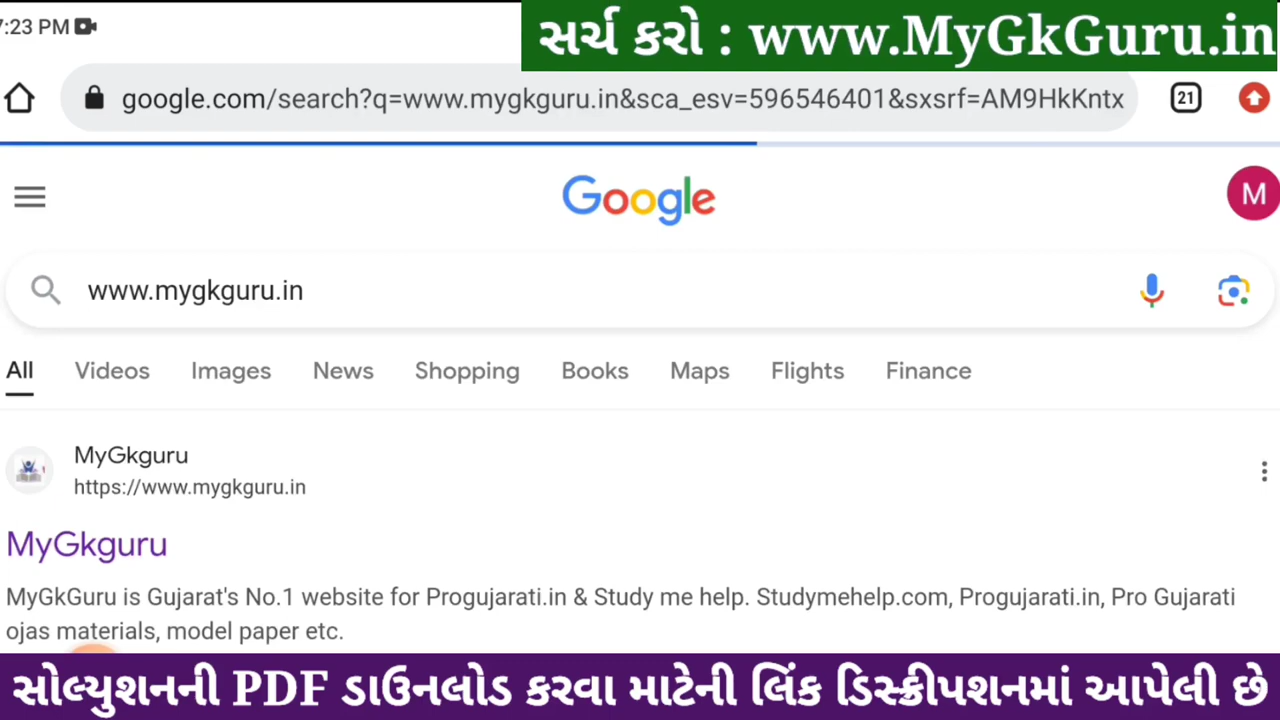 સર્ચ કરો : www.MyGkGuru.in
7:23 PM
google.com/search?q=www.mygkguru.in&sca_esv=596546401&sxsrf=AM9HkKntx
21
Google
M
www.mygkguru.in
All Videos Images News Shopping Books Maps Flights Finance
MyGkguru
https://www.mygkguru.in
MyGkguru
MyGkGuru is Gujarat's No.1 website for Progujarati.in & Study me help. Studymehelp.com, Progujarati.in, Pro Gujarati
ojas materials, model paper etc.
સોલ્યુશનની PDF ડાઉનલોડ કરવા માટેની લિંક ડિસ્ક્રીપશનમાં આપેલી છે